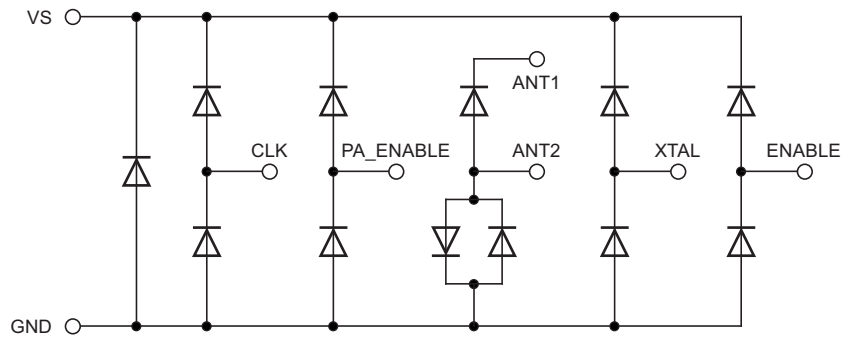 VS
ANT1
CLK
PA_ENABLE
ANT2
XTAL
ENABLE
GND